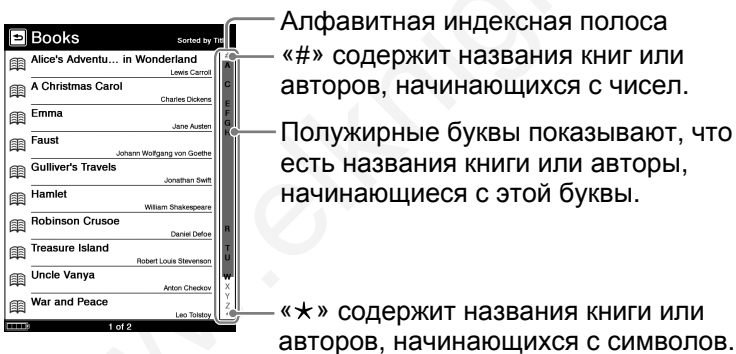 Books Sorted by Tit
Alice's Adventu… in Wonderland
Lewis Carroll
A Christmas Carol
Charles Dickens
Emma
Jane Austen
Faust
Johann Wolfgang von Goethe
Gulliver's Travels
Jonathan Swift
Hamlet
William Shakespeare
Robinson Crusoe
Daniel Defoe
Treasure Island
Robert Louis Stevenson
Uncle Vanya
Anton Checkov
War and Peace
Leo Tolstoy
1 of 2
#
A
C
E
F
G
H
R
T
U
W
X
Y
Z
*
Алфавитная индексная полоса
«#» содержит названия книг или
авторов, начинающихся с чисел.
Полужирные буквы показывают, что
есть названия книги или авторы,
начинающиеся с этой буквы.
«★» содержит названия книги или
авторов, начинающихся с символов.